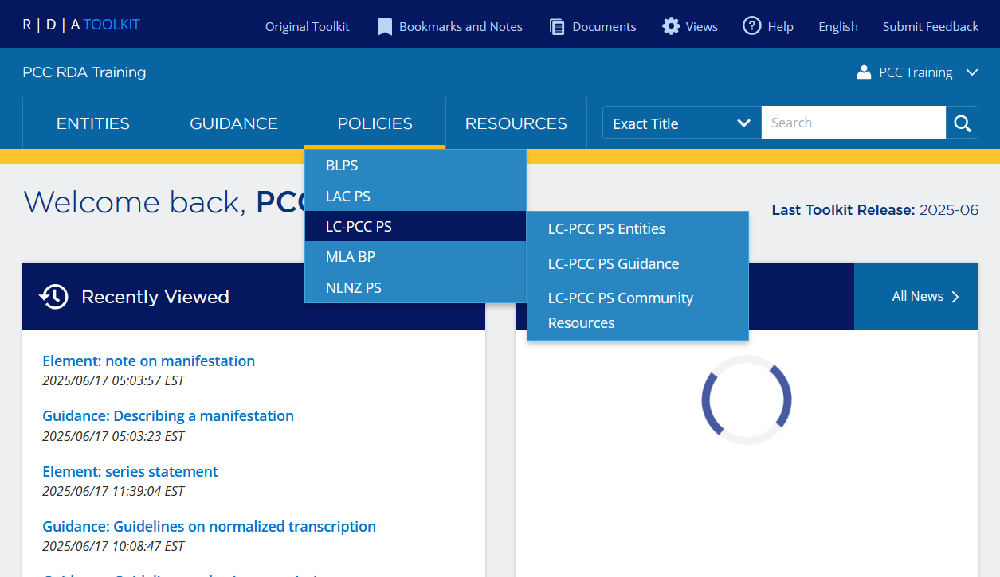 R | D | A TOOLKIT
Original Toolkit
Bookmarks and Notes
Documents
Views
Help
English
Submit Feedback
PCC RDA Training
PCC Training
ENTITIES
GUIDANCE
POLICIES
RESOURCES
Exact Title
Search
BLPS
LAC PS
LC-PCC PS
MLA BP
NLNZ PS
LC-PCC PS Entities
LC-PCC PS Guidance
LC-PCC PS Community
Resources
Welcome back, PCC
Last Toolkit Release: 2025-06
Recently Viewed
All News
Element: note on manifestation
2025/06/17 05:03:57 EST
Guidance: Describing a manifestation
2025/06/17 05:03:23 EST
Element: series statement
2025/06/17 11:39:04 EST
Guidance: Guidelines on normalized transcription
2025/06/17 10:08:47 EST